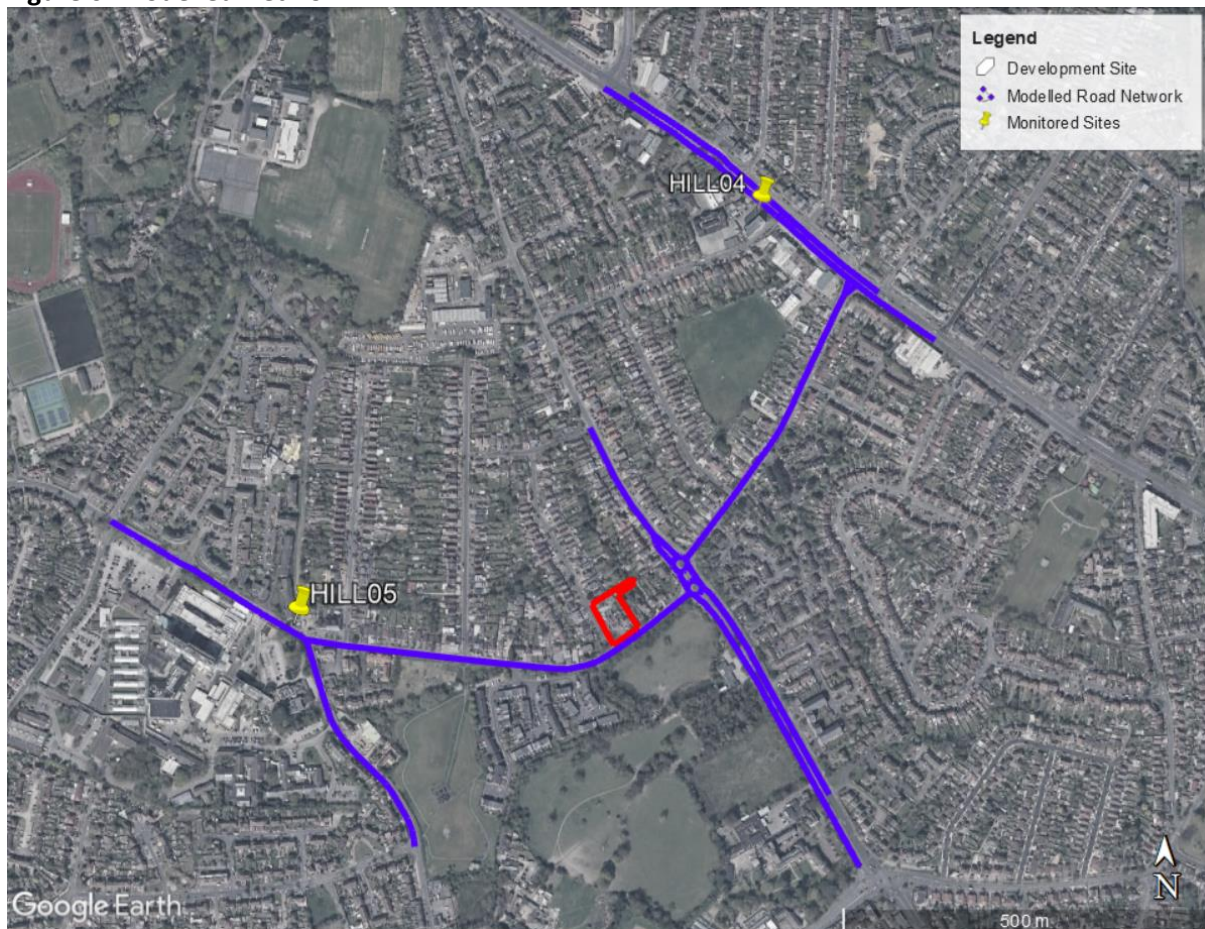 Legend
Development Site
Modelled Road Network
Monitored Sites
HILL04
HILL05
N
Google Earth
500 m